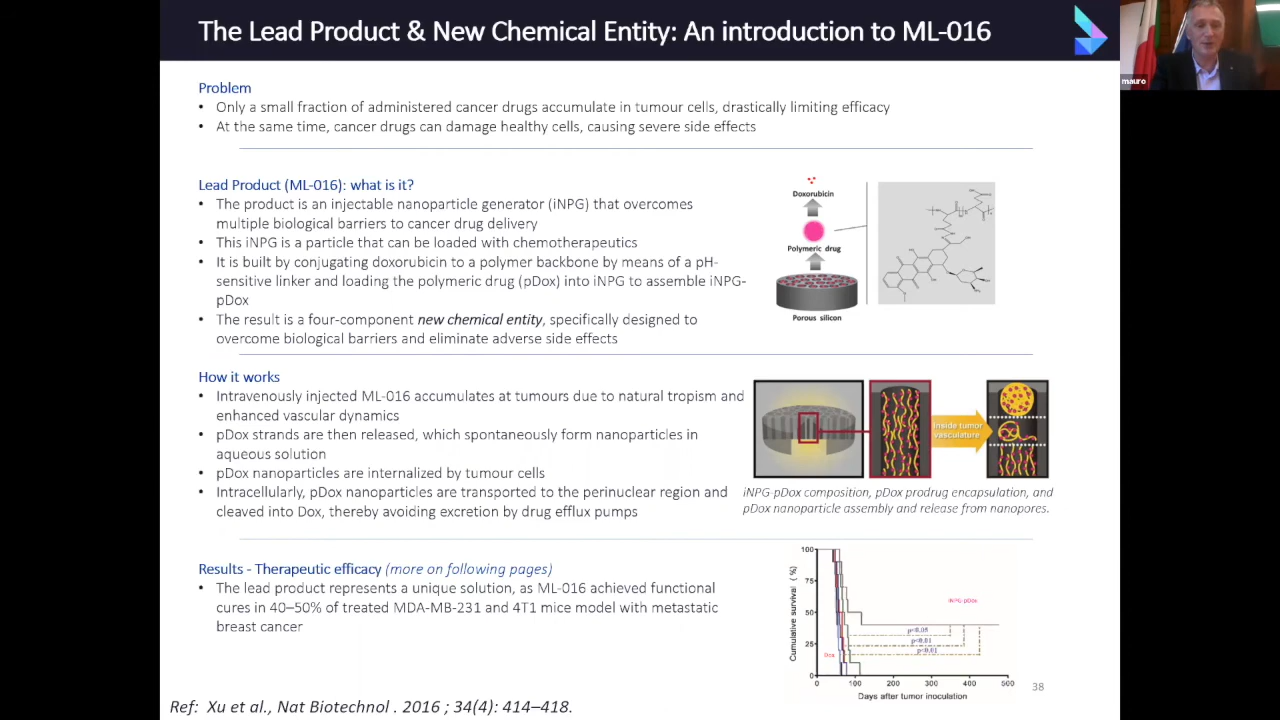 The Lead Product & New Chemical Entity: An introduction to ML-016
mauro
Problem
• Only a small fraction of administered cancer drugs accumulate in tumour cells, drastically limiting efficacy
• At the same time, cancer drugs can damage healthy cells, causing severe side effects
Lead Product (ML-016): what is it?
• The product is an injectable nanoparticle generator (iNPG) that overcomes
multiple biological barriers to cancer drug delivery
• This iNPG is a particle that can be loaded with chemotherapeutics
• It is built by conjugating doxorubicin to a polymer backbone by means of a pH-
sensitive linker and loading the polymeric drug (pDox) into iNPG to assemble iNPG-
pDox
• The result is a four-component new chemical entity, specifically designed to
overcome biological barriers and eliminate adverse side effects
Doxorubicin
Polymeric drug
Porous silicon
How it works
• Intravenously injected ML-016 accumulates at tumours due to natural tropism and
enhanced vascular dynamics
• pDox strands are then released, which spontaneously form nanoparticles in
aqueous solution
• pDox nanoparticles are internalized by tumour cells
• Intracellularly, pDox nanoparticles are transported to the perinuclear region and
cleaved into Dox, thereby avoiding excretion by drug efflux pumps
Inside tumor
vasculature
iNPG-pDox composition, pDox prodrug encapsulation, and
pDox nanoparticle assembly and release from nanopores.
Results - Therapeutic efficacy (more on following pages)
• The lead product represents a unique solution, as ML-016 achieved functional
cures in 40–50% of treated MDA-MB-231 and 4T1 mice model with metastatic
breast cancer
Cumulative survival (%)
100
75
50
25
0
iNPG-pDox
p<0.05
p<0.01
p<0.01
Dox
0 100 200 300 400 500
Days after tumor inoculation
38
Ref: Xu et al., Nat Biotechnol . 2016 ; 34(4): 414–418.